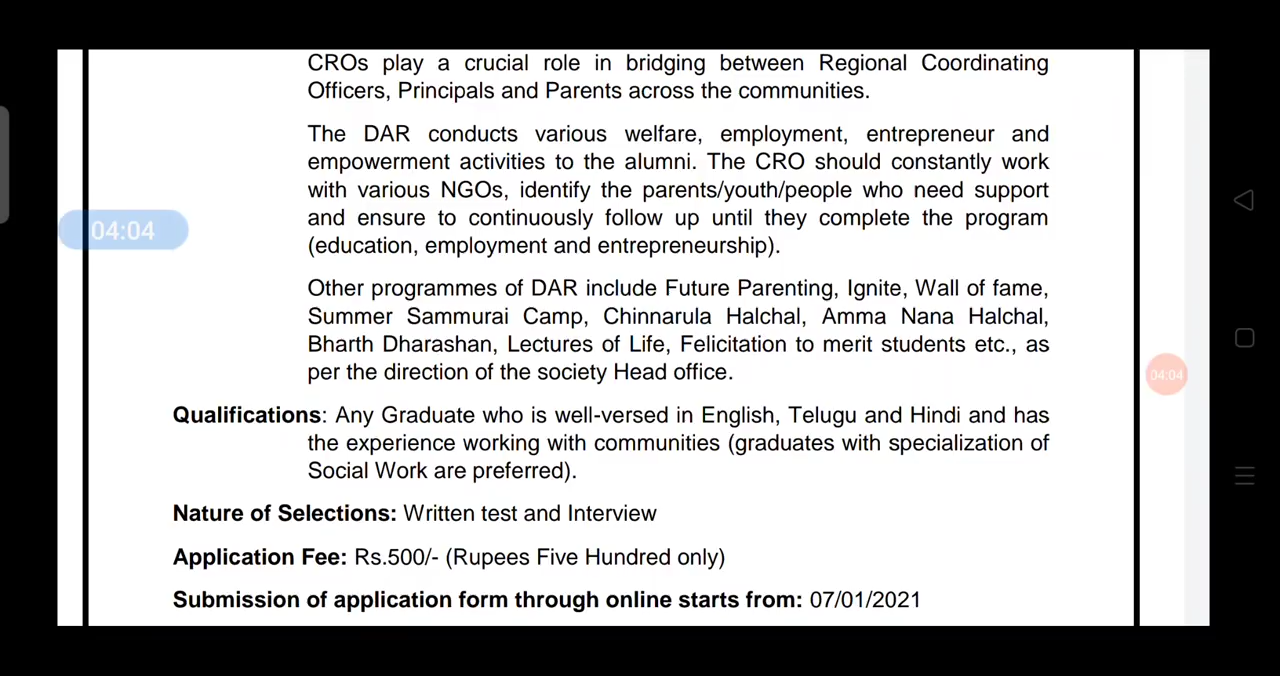 CROs play a crucial role in bridging between Regional Coordinating
Officers, Principals and Parents across the communities.
The DAR conducts various welfare, employment, entrepreneur and
empowerment activities to the alumni. The CRO should constantly work
with various NGOs, identify the parents/youth/people who need support
04:04
and ensure to continuously follow up until they complete the program
(education, employment and entrepreneurship).
Other programmes of DAR include Future Parenting, Ignite, Wall of fame,
Summer Sammurai Camp, Chinnarula Halchal, Amma Nana Halchal,
Bharth Dharashan, Lectures of Life, Felicitation to merit students etc., as
per the direction of the society Head office.
04:04
Qualifications: Any Graduate who is well-versed in English, Telugu and Hindi and has
the experience working with communities (graduates with specialization of
Social Work are preferred).
Nature of Selections: Written test and Interview
Application Fee: Rs.500/- (Rupees Five Hundred only)
Submission of application form through online starts from: 07/01/2021